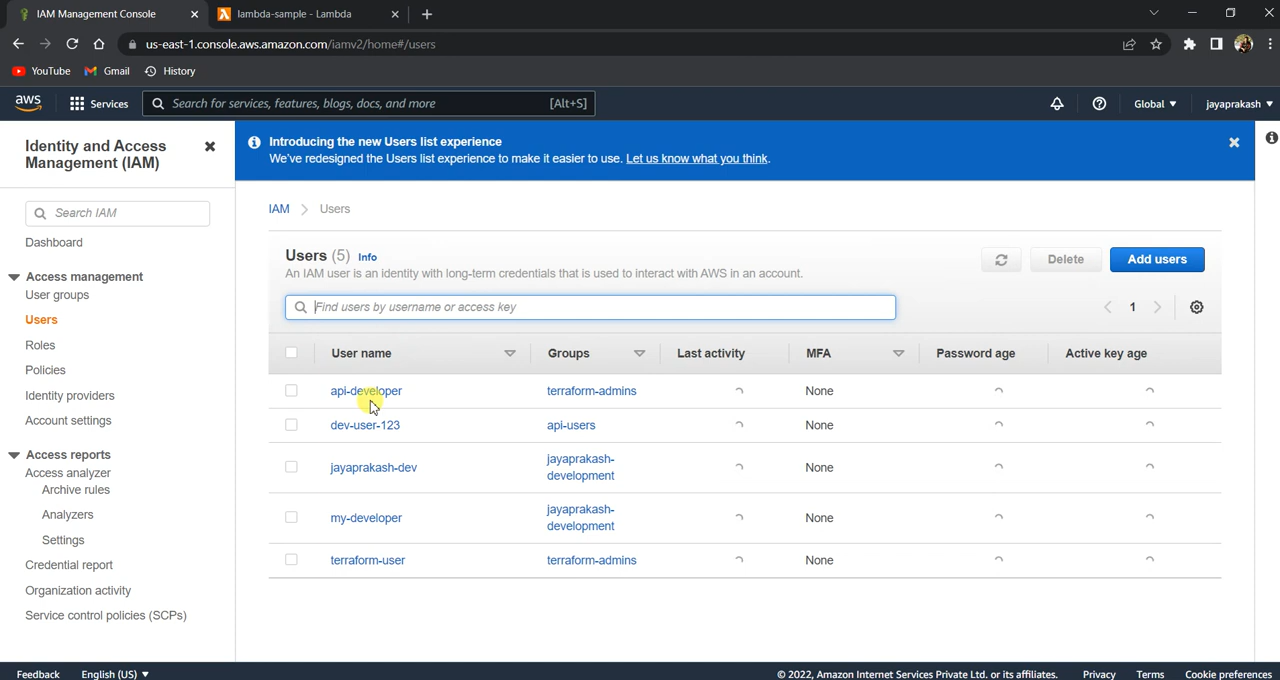 IAM Management Console
lambda-sample - Lambda
us-east-1.console.aws.amazon.com/iamv2/home#/users
YouTube
Gmail
History
aws
Services
Search for services, features, blogs, docs, and more
[Alt+S]
Global
jayaprakash
Identity and Access
Management (IAM)
Search IAM
Dashboard
Access management
User groups
Users
Roles
Policies
Identity providers
Account settings
Access reports
Access analyzer
Archive rules
Analyzers
Settings
Credential report
Organization activity
Service control policies (SCPs)
Introducing the new Users list experience
We've redesigned the Users list experience to make it easier to use. Let us know what you think.
IAM > Users
Users (5) Info
An IAM user is an identity with long-term credentials that is used to interact with AWS in an account.
Delete
Add users
Find users by username or access key
1
User name Groups Last activity MFA Password age Active key age
api-developer terraform-admins None
dev-user-123 api-users None
jayaprakash-dev jayaprakash-
development None
my-developer jayaprakash-
development None
terraform-user terraform-admins None
Feedback
English (US)
© 2022, Amazon Internet Services Private Ltd. or its affiliates.
Privacy
Terms
Cookie preferences